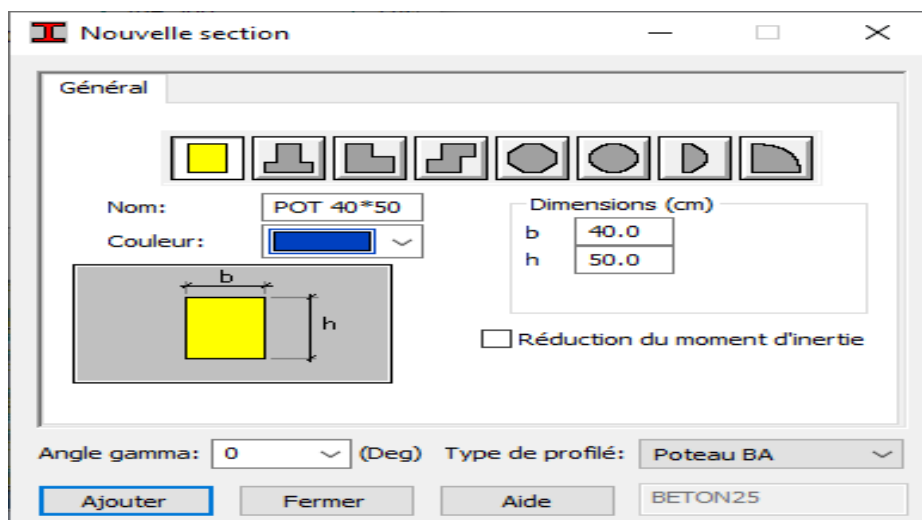 Nouvelle section
Général
Nom: POT 40*50
Couleur:
Dimensions (cm)
b 40.0
h 50.0
b
h
Réduction du moment d'inertie
Angle gamma: 0 (Deg) Type de profilé: Poteau BA
Ajouter Fermer Aide BETON25